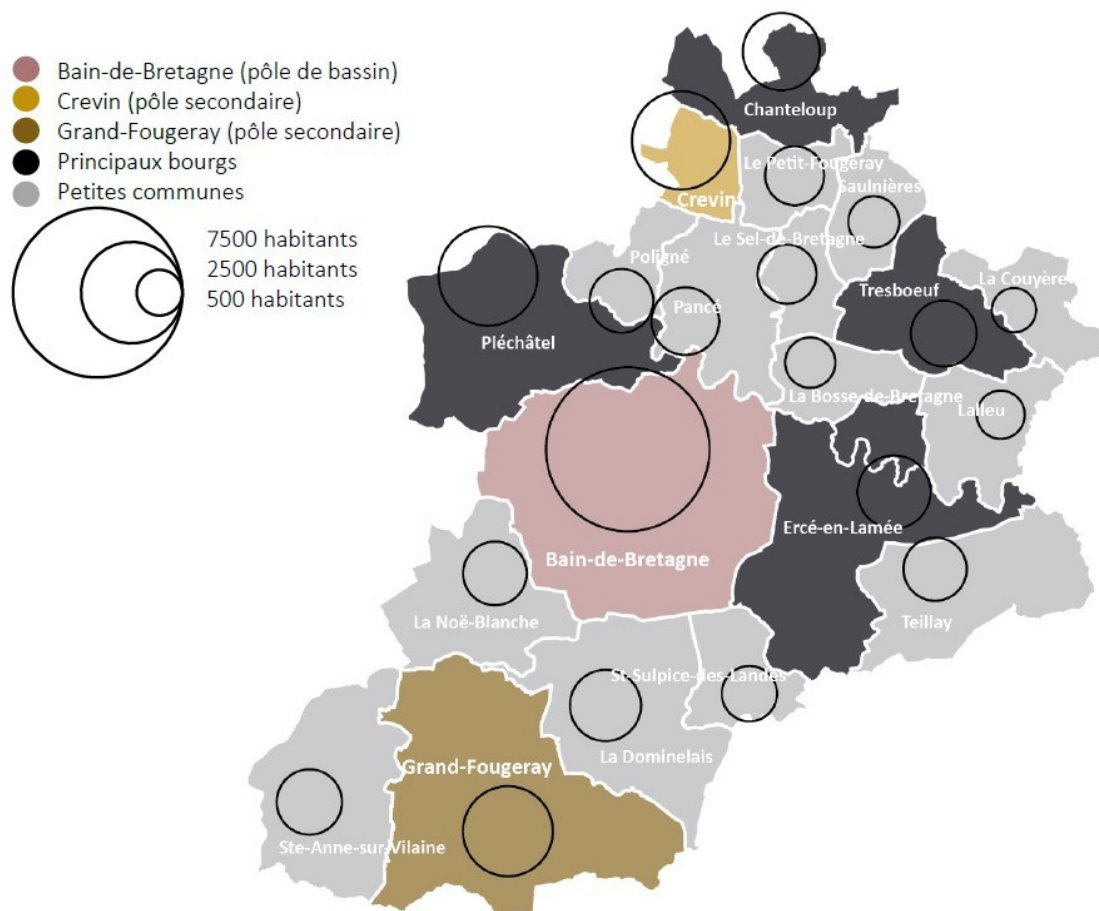 Bain-de-Bretagne (pôle de bassin)
Crevin (pôle secondaire)
Grand-Fougeray (pôle secondaire)
Principaux bourgs
Petites communes
7500 habitants
2500 habitants
500 habitants
Chanteloup
Le Petit-Fougeray
Saulnières
Crevin
Le Sel-de-Bretagne
Poligné
La Couyère
Tresboeuf
Pancé
Pléchâtel
La Bosse-de-Bretagne
Lalleu
Ercé-en-Lamée
Bain-de-Bretagne
La Noë-Blanche
Teillay
St-Sulpice-des-Landes
La Dominelais
Grand-Fougeray
Ste-Anne-sur-Vilaine